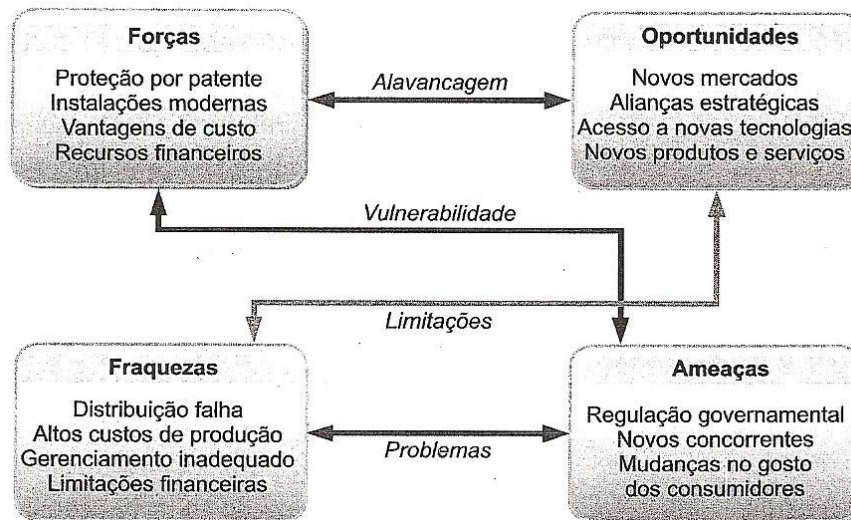 Forças
Proteção por patente
Instalações modernas
Vantagens de custo
Recursos financeiros
Alavancagem
Oportunidades
Novos mercados
Alianças estratégicas
Acesso a novas tecnologias
Novos produtos e serviços
Vulnerabilidade
Limitações
Fraquezas
Distribuição falha
Altos custos de produção
Gerenciamento inadequado
Limitações financeiras
Problemas
Ameaças
Regulação governamental
Novos concorrentes
Mudanças no gosto
dos consumidores